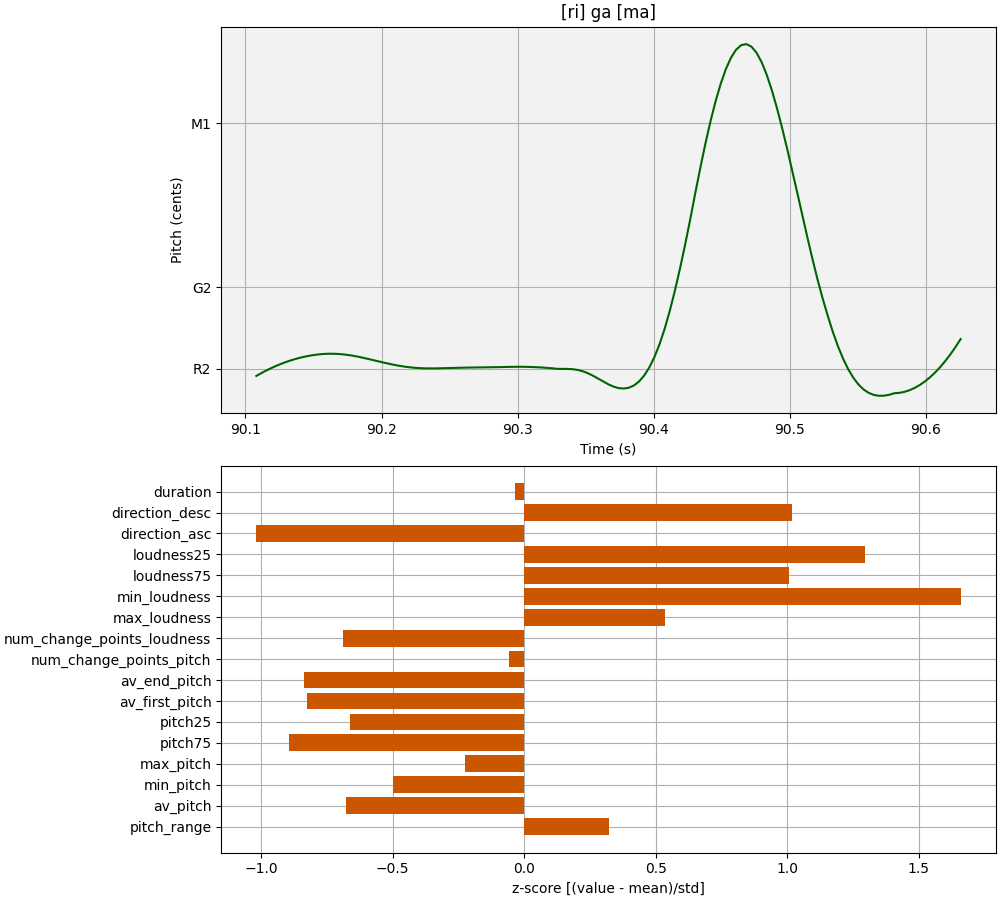 [ri] ga [ma]
M1
G2
R2
Pitch (cents)
90.1 90.2 90.3 90.4 90.5 90.6
Time (s)
duration
direction_desc
direction_asc
loudness25
loudness75
min_loudness
max_loudness
num_change_points_loudness
num_change_points_pitch
av_end_pitch
av_first_pitch
pitch25
pitch75
max_pitch
min_pitch
av_pitch
pitch_range
−1.0 −0.5 0.0 0.5 1.0 1.5
z-score [(value - mean)/std]